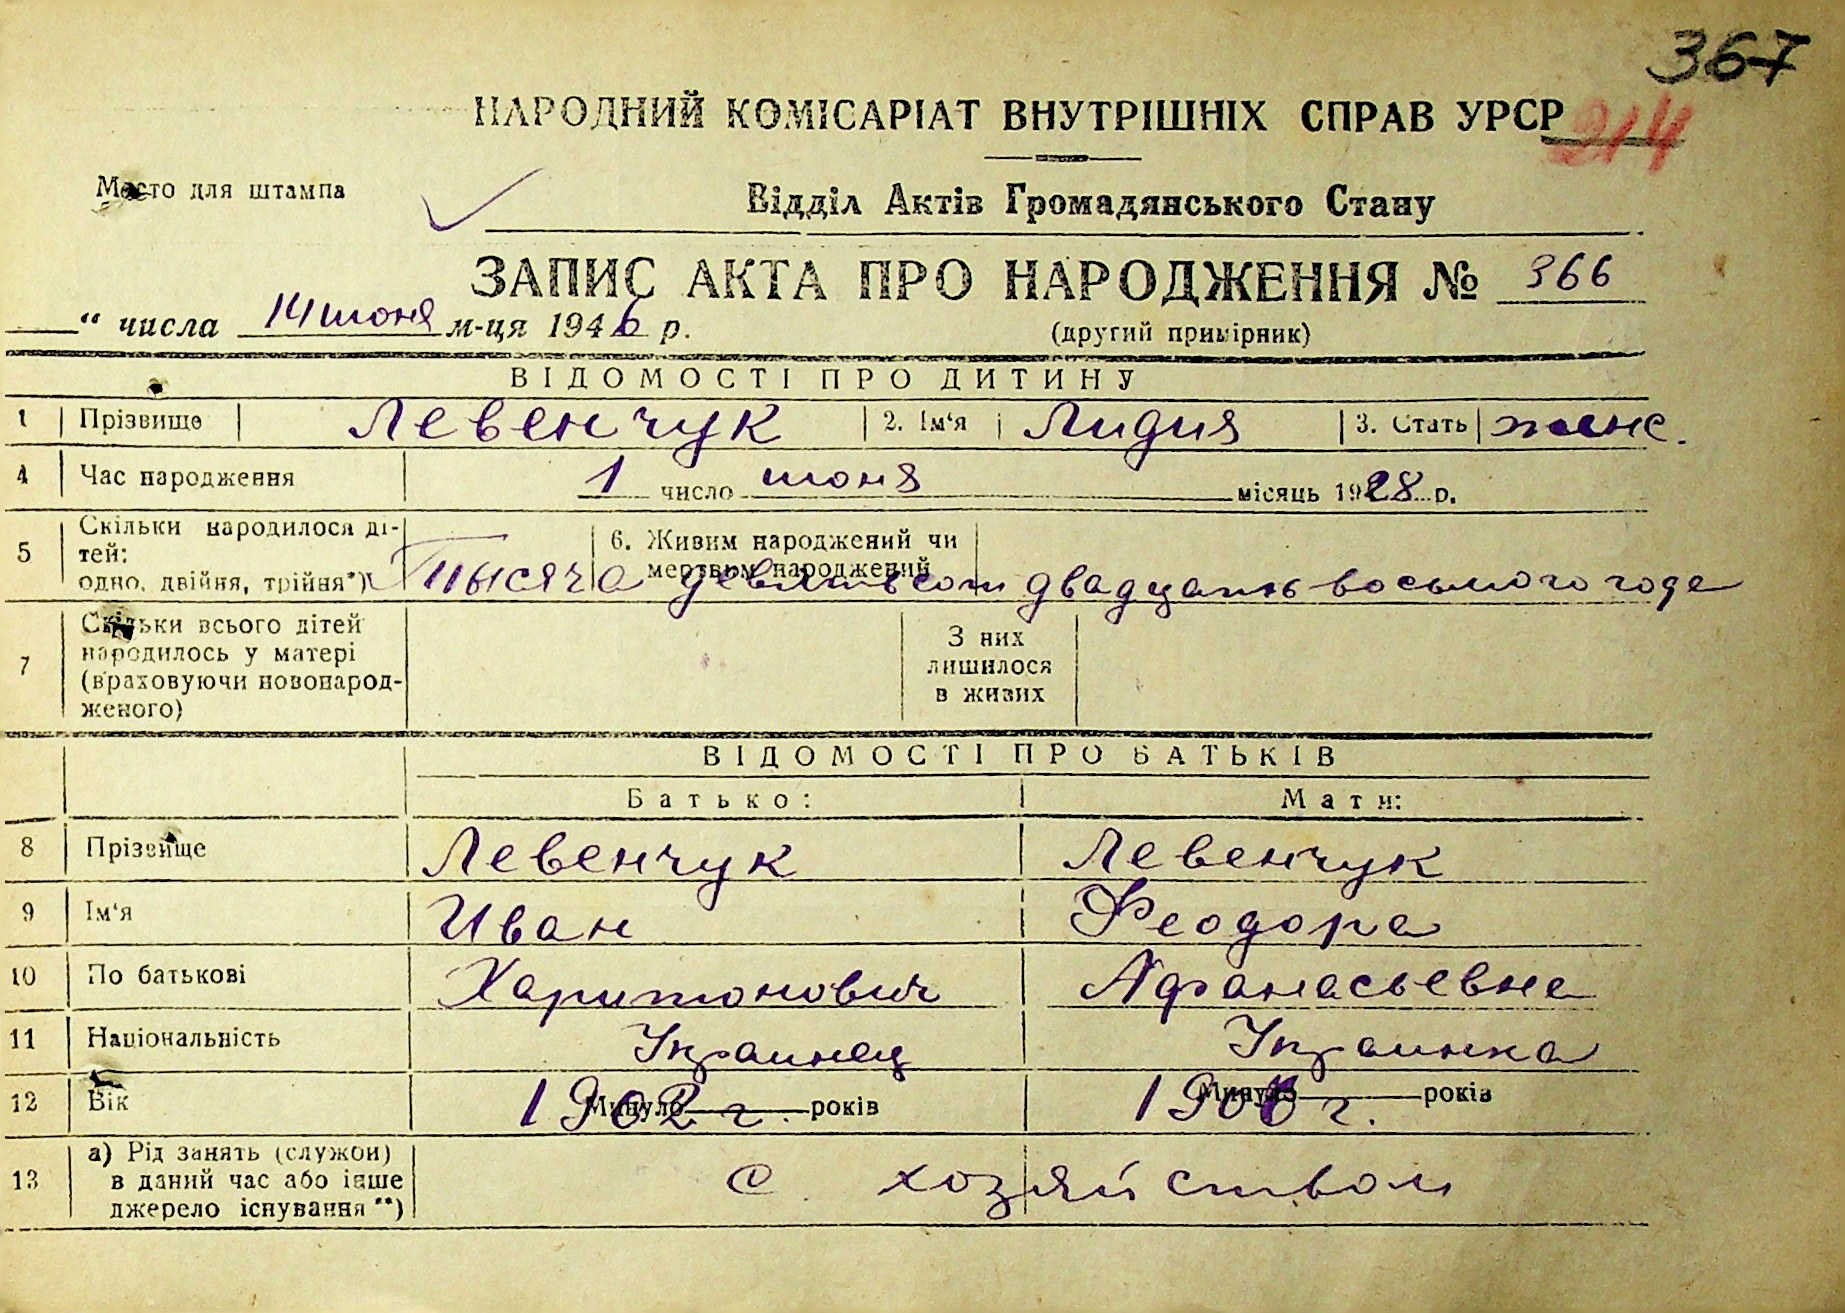 367
НАРОДНИЙ КОМІСАРІАТ ВНУТРІШНІХ СПРАВ УРСР
214
Место для штампа
Відділ Актів Громадянського Стану
ЗАПИС АКТА ПРО НАРОДЖЕННЯ № 366
“ числа 14 июня м-ця 1946 р.
(другий примірник)
ВІДОМОСТІ ПРО ДИТИНУ
1 Прізвище Левенчук 2. Ім‘я Лидия 3. Стать женс.
4 Час народження 1 число июня місяць 1928 р.
5 Скільки народилося дітей: одно, двійня, трійня*) 6. Живим народжений чи мертвим народжений
Тысяча девятьсот двадцать восьмого года
7 Скільки всього дітей народилось у матері (враховуючи новонародженого) З них лишилося в живих
ВІДОМОСТІ ПРО БАТЬКІВ
Батько: Мати:
8 Прізвище Левенчук Левенчук
9 Ім‘я Иван Феодора
10 По батькові Харитонович Афанасьевна
11 Національність Украинец Украинка
12 Вік Минуло 1902 г. років Минуло г. років
13 а) Рід занять (служби) в даний час або інше джерело існування **) с. хозяйством